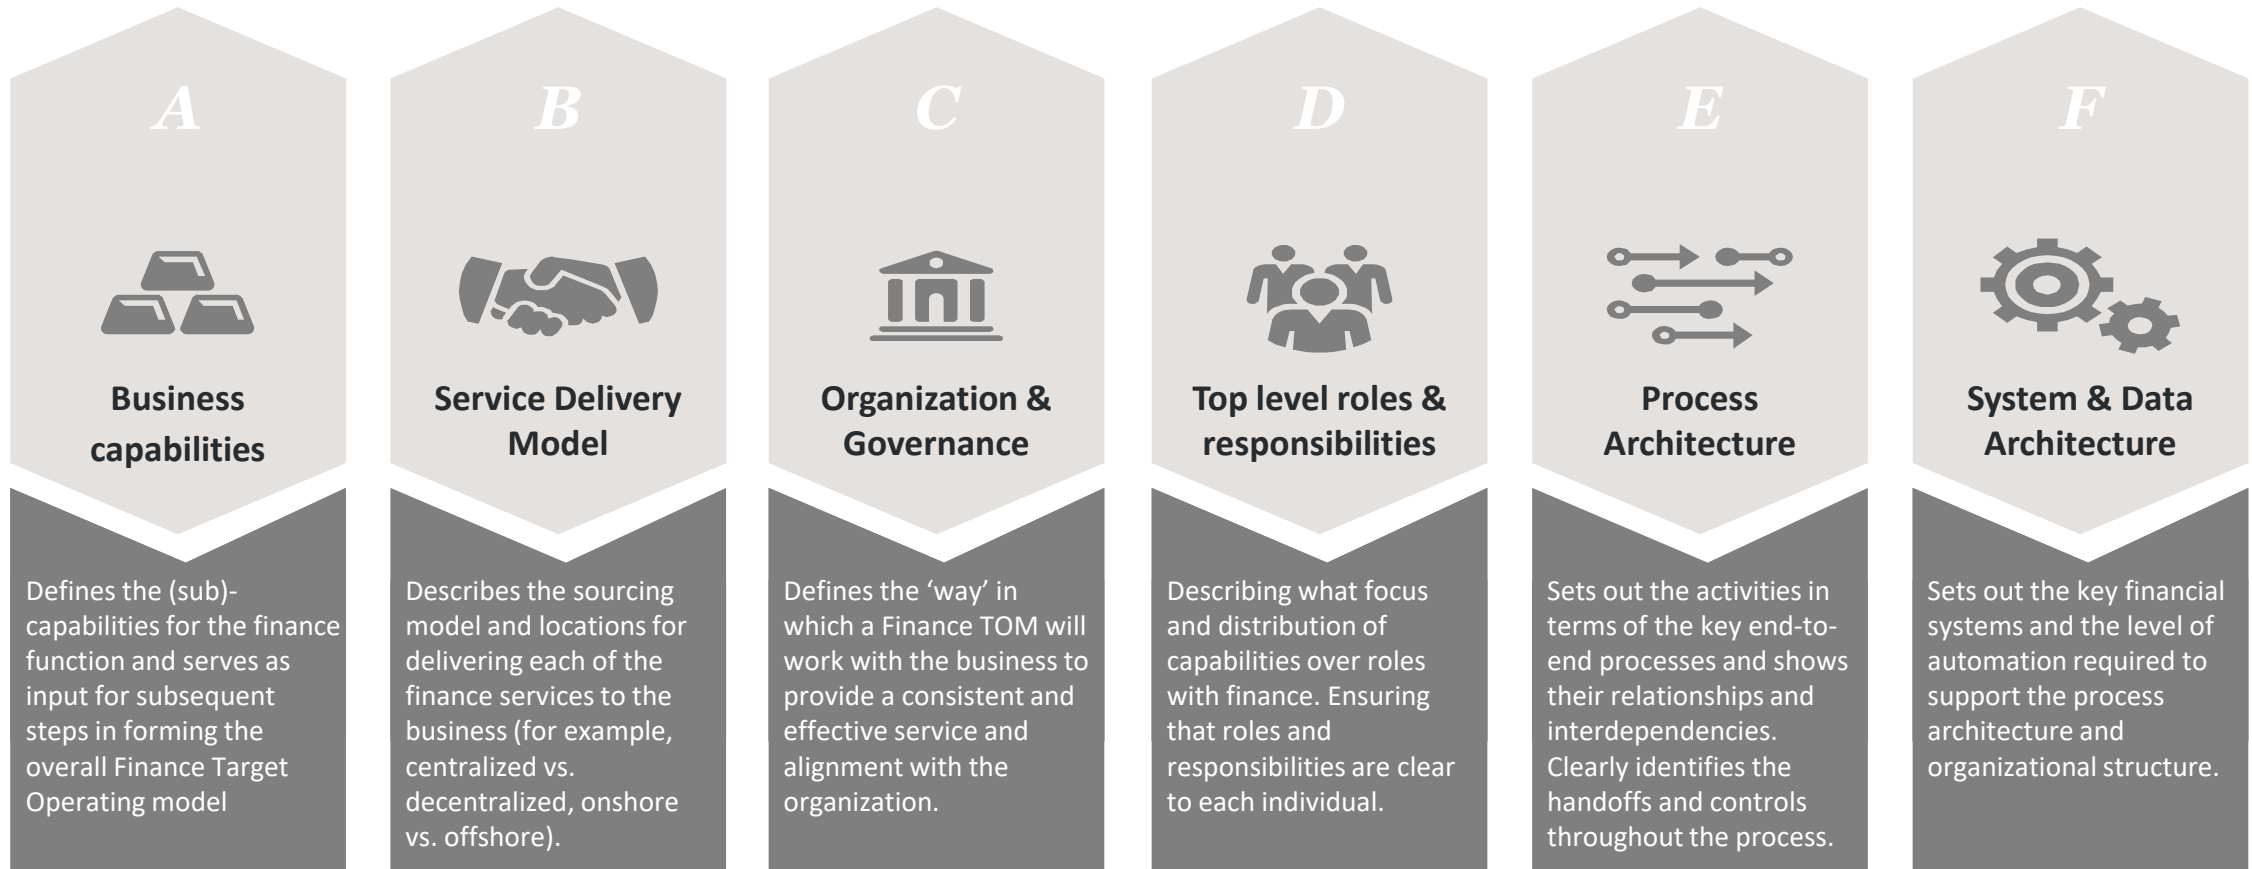 A
Business
capabilities
Defines the (sub)-
capabilities for the finance
function and serves as
input for subsequent
steps in forming the
overall Finance Target
Operating model
B
Service Delivery
Model
Describes the sourcing
model and locations for
delivering each of the
finance services to the
business (for example,
centralized vs.
decentralized, onshore
vs. offshore).
C
Organization &
Governance
Defines the ‘way’ in
which a Finance TOM will
work with the business to
provide a consistent and
effective service and
alignment with the
organization.
D
Top level roles &
responsibilities
Describing what focus
and distribution of
capabilities over roles
with finance. Ensuring
that roles and
responsibilities are clear
to each individual.
E
Process
Architecture
Sets out the activities in
terms of the key end-to-
end processes and shows
their relationships and
interdependencies.
Clearly identifies the
handoffs and controls
throughout the process.
F
System & Data
Architecture
Sets out the key financial
systems and the level of
automation required to
support the process
architecture and
organizational structure.